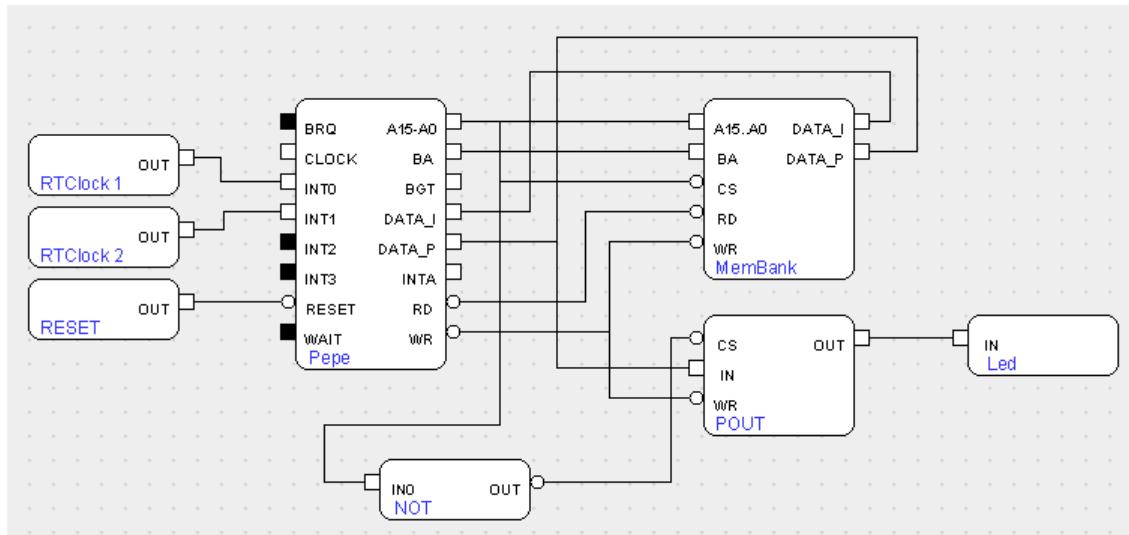 OUT
RTClock 1
OUT
RTClock 2
OUT
RESET
BRQ A15-A0
CLOCK BA
INT0 BGT
INT1 DATA_I
INT2 DATA_P
INT3 INTA
RESET RD
WAIT WR
Pepe
A15..A0 DATA_I
BA DATA_P
CS
RD
WR
MemBank
CS OUT
IN
WR
POUT
IN
Led
IN0 OUT
NOT